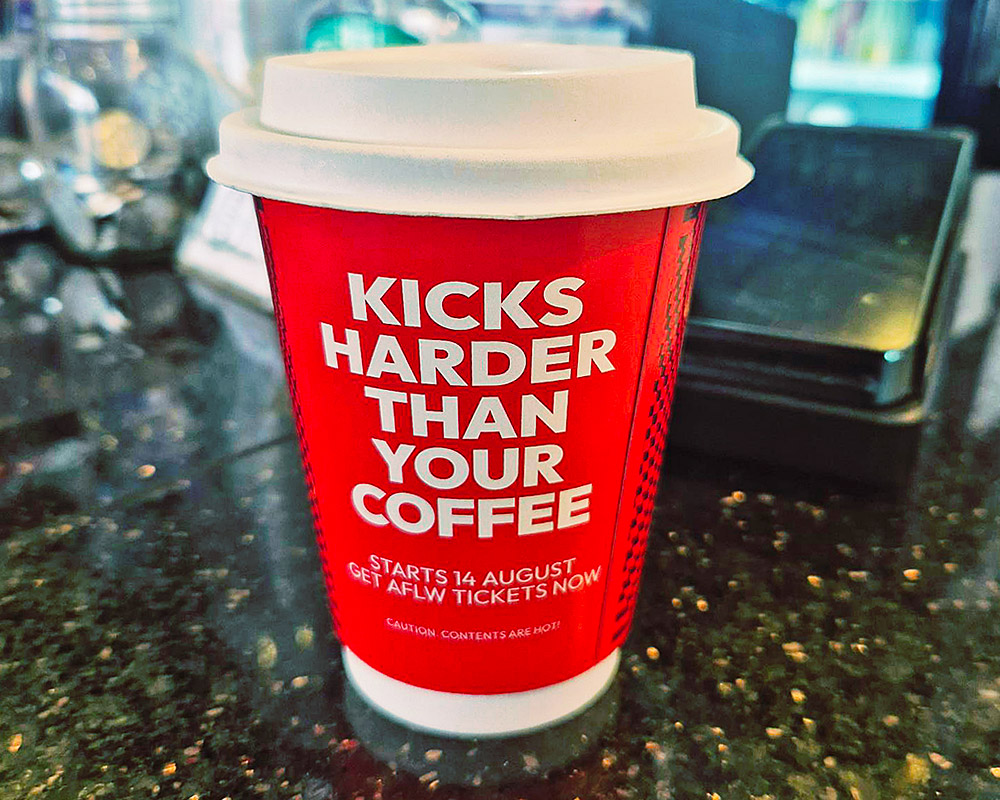 KICKS
HARDER
THAN
YOUR
COFFEE
STARTS 14 AUGUST
GET AFLW TICKETS NOW
CAUTION. CONTENTS ARE HOT!